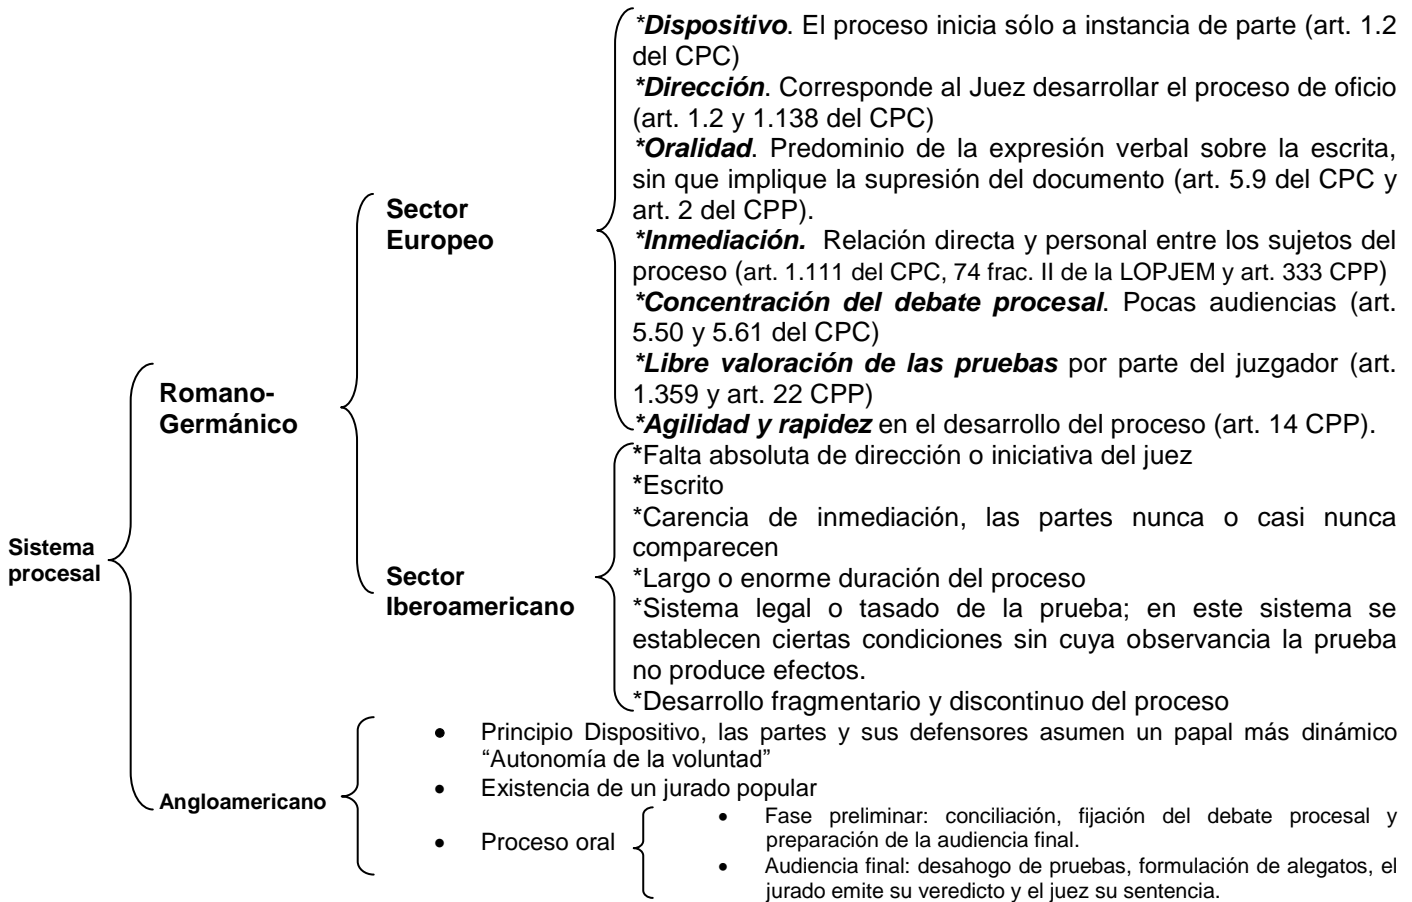 *Dispositivo. El proceso inicia sólo a instancia de parte (art. 1.2
del CPC)
*Dirección. Corresponde al Juez desarrollar el proceso de oficio
(art. 1.2 y 1.138 del CPC)
*Oralidad. Predominio de la expresión verbal sobre la escrita,
sin que implique la supresión del documento (art. 5.9 del CPC y
art. 2 del CPP).
*Inmediación. Relación directa y personal entre los sujetos del
proceso (art. 1.111 del CPC, 74 frac. II de la LOPJEM y art. 333 CPP)
*Concentración del debate procesal. Pocas audiencias (art.
5.50 y 5.61 del CPC)
*Libre valoración de las pruebas por parte del juzgador (art.
1.359 y art. 22 CPP)
*Agilidad y rapidez en el desarrollo del proceso (art. 14 CPP).
Sector
Europeo
Romano-
Germánico
*Falta absoluta de dirección o iniciativa del juez
*Escrito
*Carencia de inmediación, las partes nunca o casi nunca
comparecen
*Largo o enorme duración del proceso
*Sistema legal o tasado de la prueba; en este sistema se
establecen ciertas condiciones sin cuya observancia la prueba
no produce efectos.
*Desarrollo fragmentario y discontinuo del proceso
Sector
Iberoamericano
Sistema
procesal
• Principio Dispositivo, las partes y sus defensores asumen un papal más dinámico
“Autonomía de la voluntad”
• Existencia de un jurado popular
Angloamericano
• Proceso oral
• Fase preliminar: conciliación, fijación del debate procesal y
preparación de la audiencia final.
• Audiencia final: desahogo de pruebas, formulación de alegatos, el
jurado emite su veredicto y el juez su sentencia.